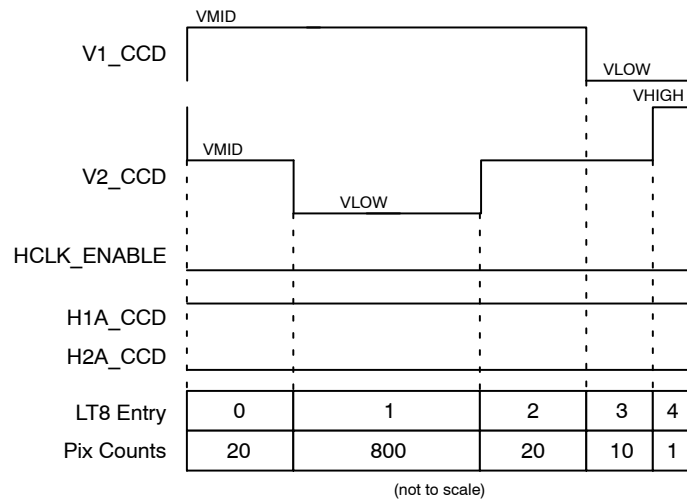 VMID
V1_CCD
VLOW
VHIGH
VMID
V2_CCD
VLOW
HCLK_ENABLE
H1A_CCD
H2A_CCD
LT8 Entry 0 1 2 3 4
Pix Counts 20 800 20 10 1
(not to scale)